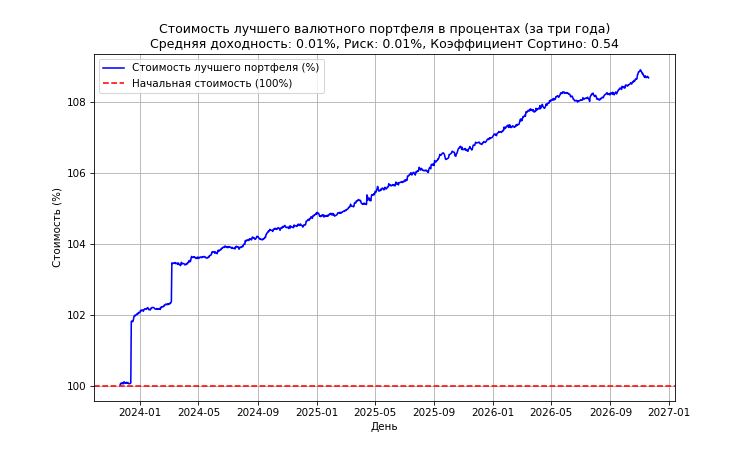 Стоимость лучшего валютного портфеля в процентах (за три года)
Средняя доходность: 0.01%, Риск: 0.01%, Коэффициент Сортино: 0.54
Стоимость лучшего портфеля (%)
Начальная стоимость (100%)
Стоимость (%)
108
106
104
102
100
2024-01 2024-05 2024-09 2025-01 2025-05 2025-09 2026-01 2026-05 2026-09 2027-01
День